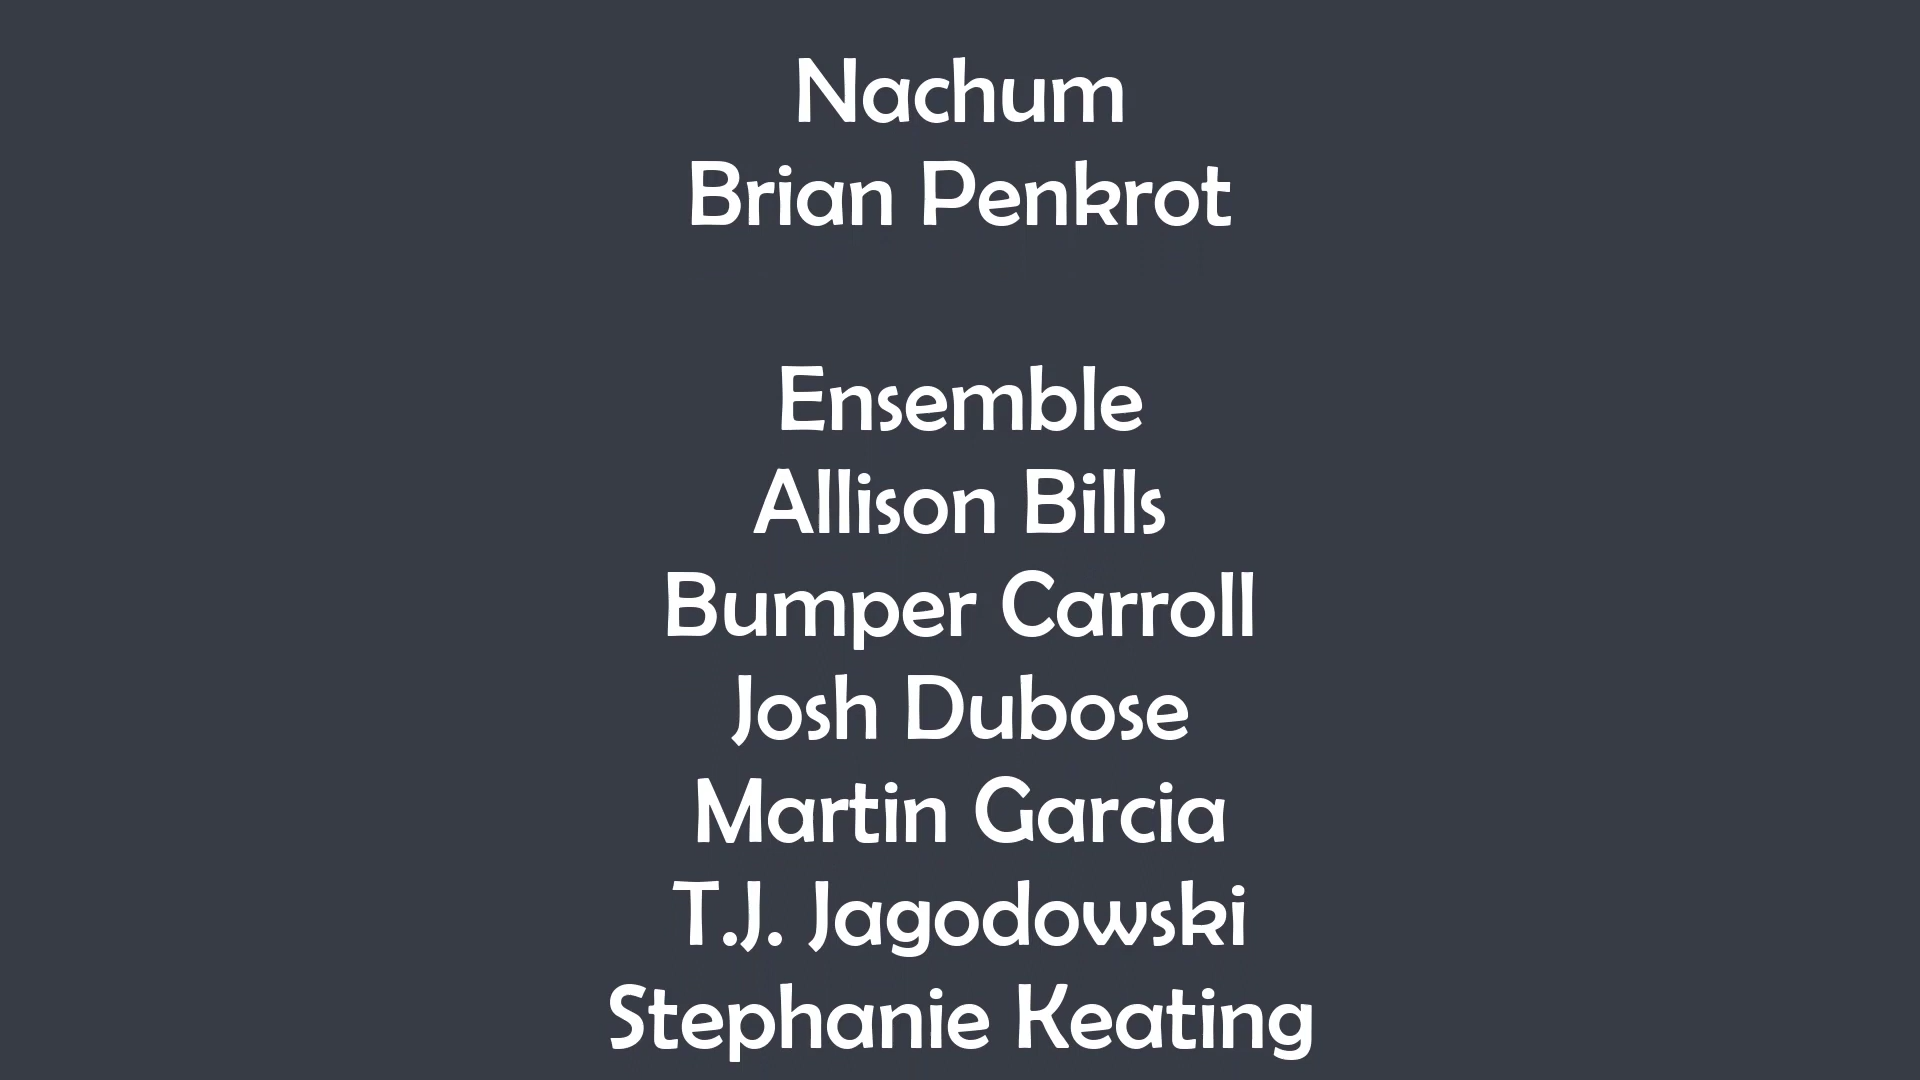 Nachum
Brian Penkrot
Ensemble
Allison Bills
Bumper Carroll
Josh Dubose
Martin Garcia
T.J. Jagodowski
Stephanie Keating